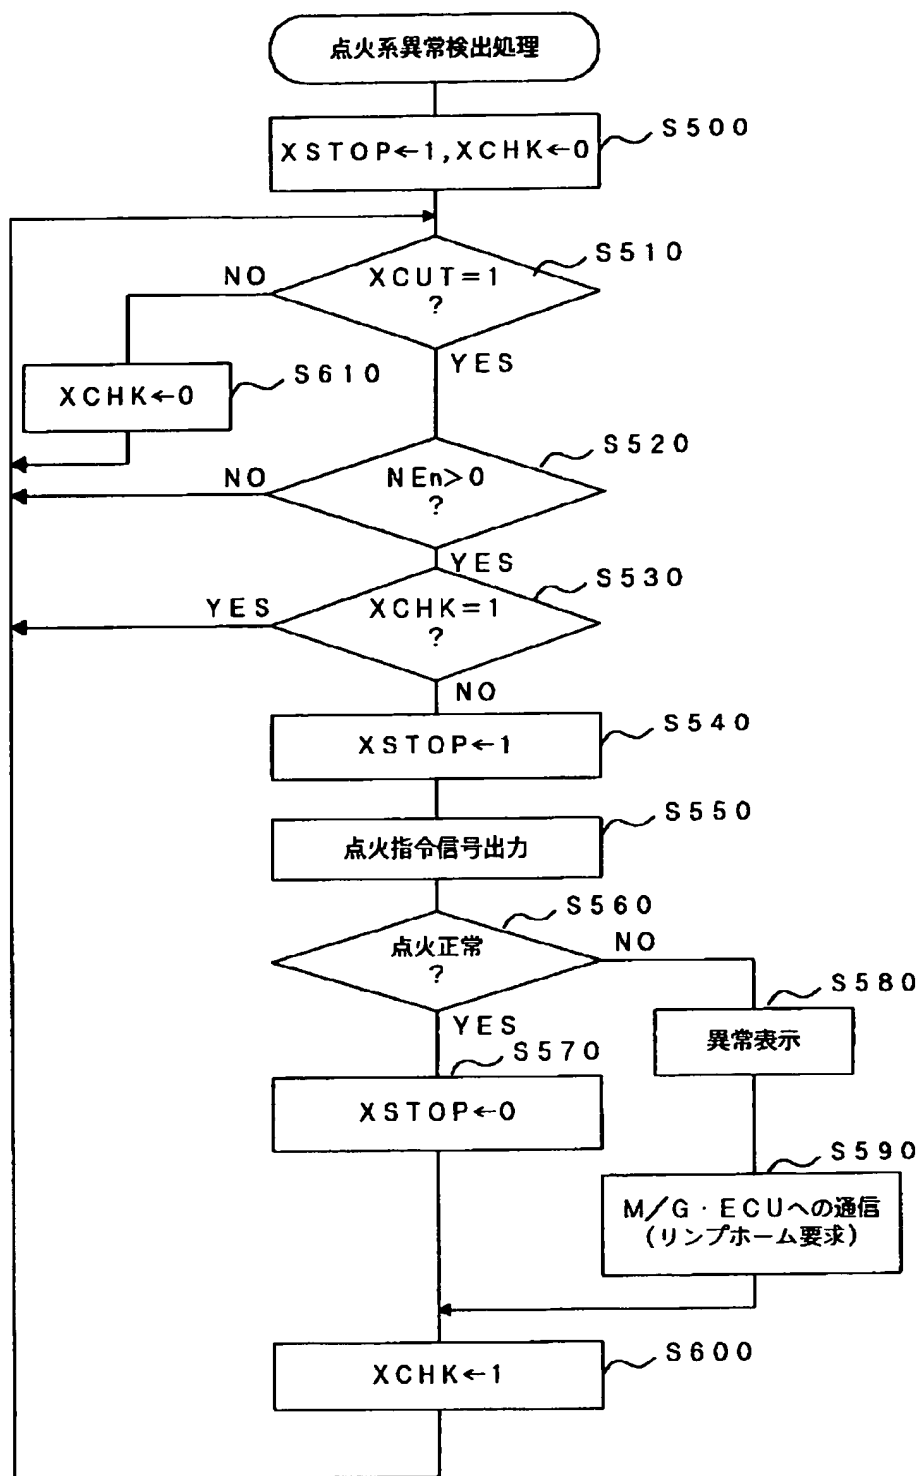 点火系異常検出処理
XSTOP←1,XCHK←0
S500
XCUT=1
?
S510
NO
YES
XCHK←0
S610
NEn>0
?
S520
NO
YES
XCHK=1
?
S530
YES
NO
XSTOP←1
S540
点火指令信号出力
S550
点火正常
?
S560
NO
YES
異常表示
S580
XSTOP←0
S570
M/G・ECUへの通信
(リンプホーム要求)
S590
XCHK←1
S600